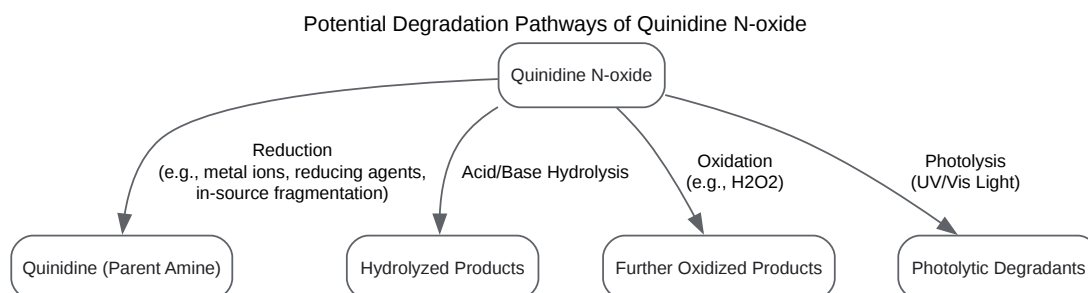 Potential Degradation Pathways of Quinidine N-oxide
Quinidine N-oxide
Reduction
(e.g., metal ions, reducing agents,
in-source fragmentation)
Acid/Base Hydrolysis
Oxidation
(e.g., H2O2)
Photolysis
(UV/Vis Light)
Quinidine (Parent Amine)
Hydrolyzed Products
Further Oxidized Products
Photolytic Degradants